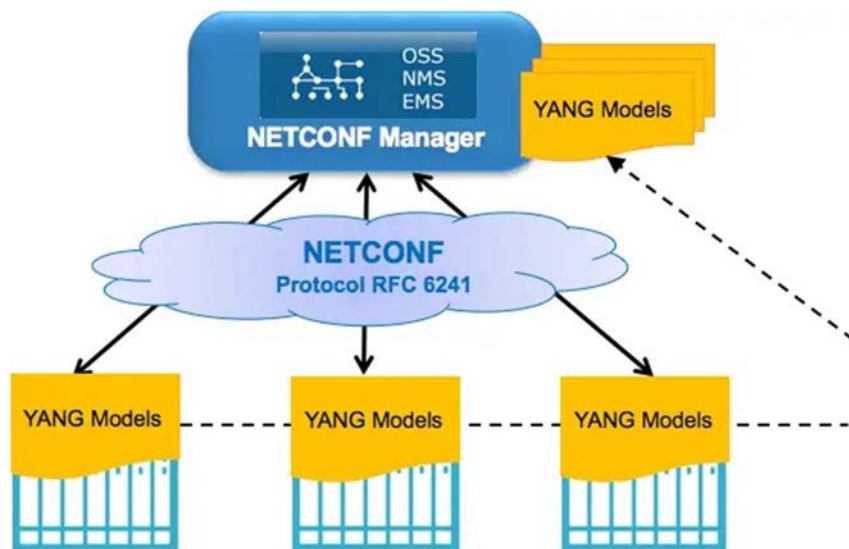 OSS
NMS
EMS
NETCONF Manager
YANG Models
NETCONF
Protocol RFC 6241
YANG Models
YANG Models
YANG Models